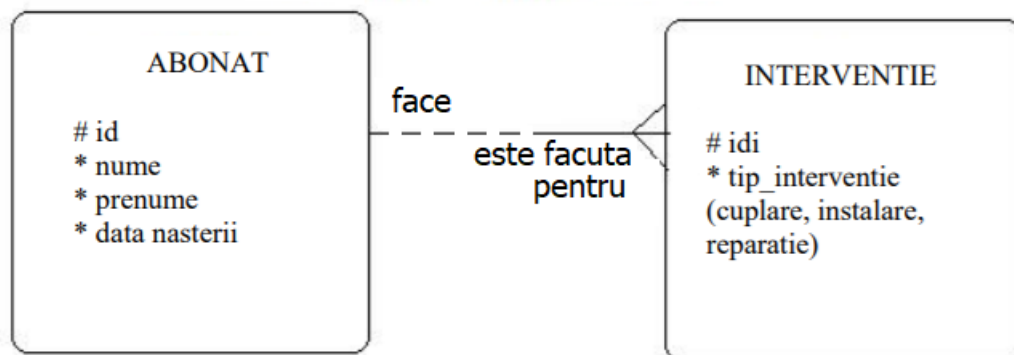 ABONAT
# id
* nume
* prenume
* data nasterii
face
este facuta
pentru
INTERVENTIE
# idi
* tip_interventie
(cuplare, instalare,
reparatie)